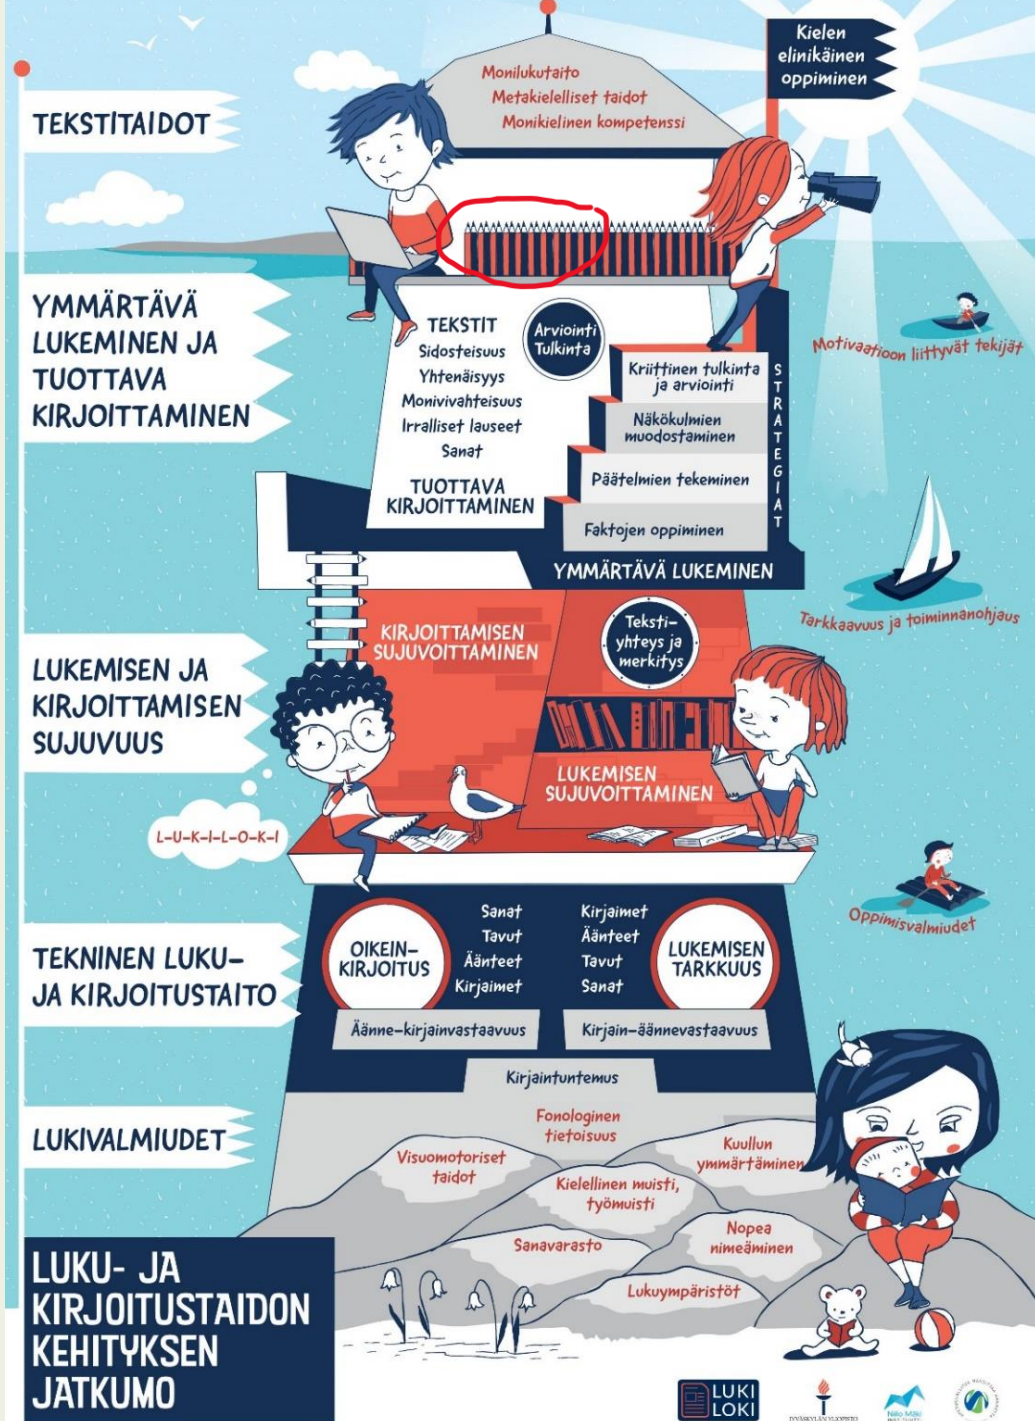 Kielen
elinikäinen
oppiminen
Monilukutaito
Metakielelliset taidot
Monikielinen kompetenssi
TEKSTITAIDOT
YMMÄRTÄVÄ
LUKEMINEN JA
TUOTTAVA
KIRJOITTAMINEN
TEKSTIT
Sidosteisuus
Yhtenäisyys
Monivivahteisuus
Irralliset lauseet
Sanat
TUOTTAVA
KIRJOITTAMINEN
Arviointi
Tulkinta
Kriittinen tulkinta
ja arviointi
Näkökulmien
muodostaminen
Päätelmien tekeminen
Faktojen oppiminen
STRATEGIAT
YMMÄRTÄVÄ LUKEMINEN
Motivaatioon liittyvät tekijät
Tarkkaavuus ja toiminnanohjaus
LUKEMISEN JA
KIRJOITTAMISEN
SUJUVUUS
KIRJOITTAMISEN
SUJUVOITTAMINEN
Teksti-
yhteys ja
merkitys
LUKEMISEN
SUJUVOITTAMINEN
L-U-K-I-L-O-K-I
Oppimisvalmiudet
TEKNINEN LUKU-
JA KIRJOITUSTAITO
OIKEIN-
KIRJOITUS
Sanat
Tavut
Äänteet
Kirjaimet
Kirjaimet
Äänteet
Tavut
Sanat
LUKEMISEN
TARKKUUS
Äänne-kirjainvastaavuus
Kirjain-äännevastaavuus
Kirjaintuntemus
LUKIVALMIUDET
Fonologinen
tietoisuus
Visuomotoriset
taidot
Kuullun
ymmärtäminen
Kielellinen muisti,
työmuisti
Sanavarasto
Nopea
nimeäminen
Lukuympäristöt
LUKU- JA
KIRJOITUSTAIDON
KEHITYKSEN
JATKUMO
LUKI
LOKI
JYVÄSKYLÄN YLIOPISTO
Niilo Mäki